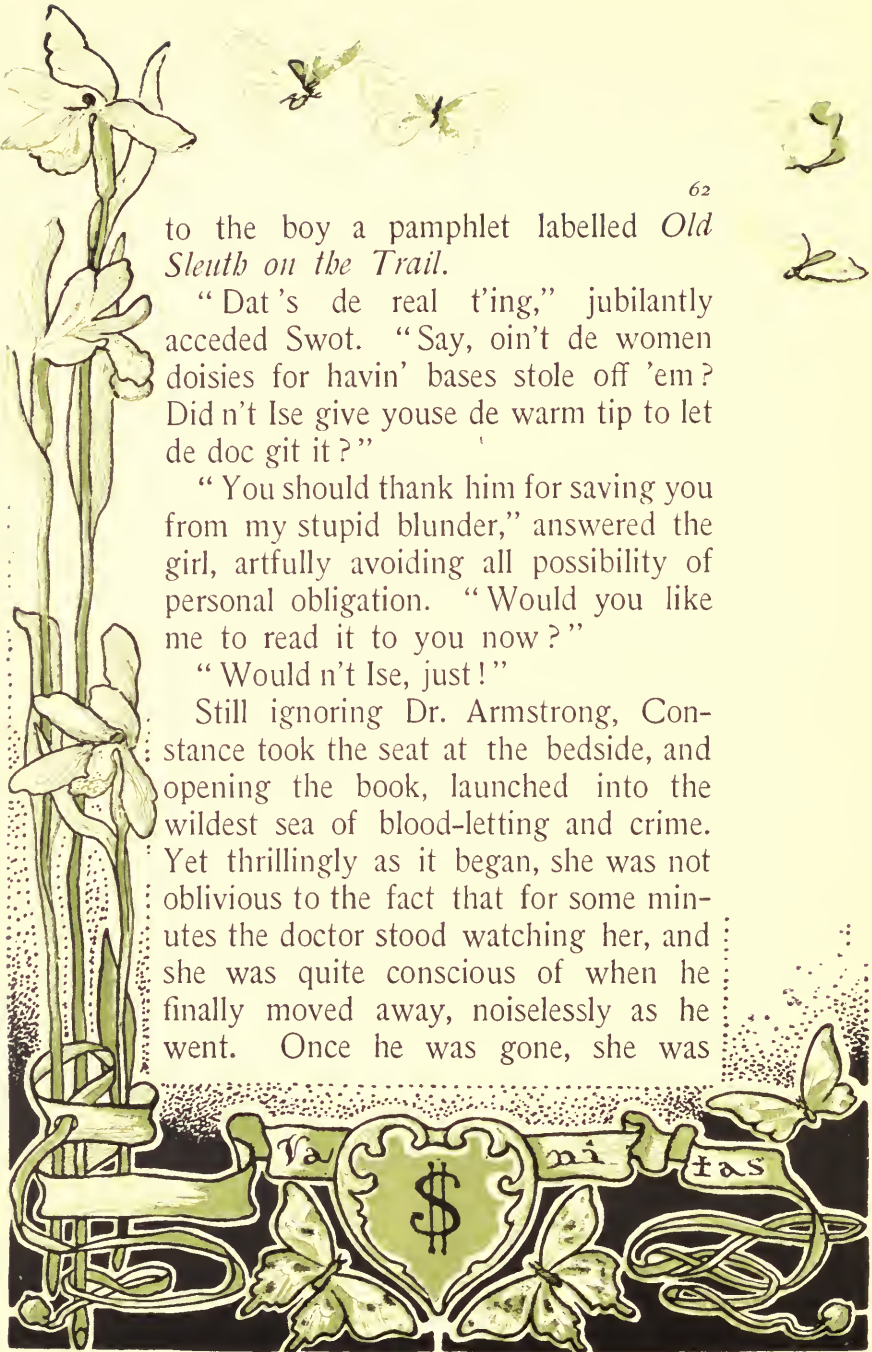 62
to the boy a pamphlet labelled Old
Sleuth on the Trail.
“ Dat ’s de real t’ing,” jubilantly
acceded Swot. “ Say, oin’t de women
doisies for havin’ bases stole off ’em ?
Did n’t Ise give youse de warm tip to let
de doc git it ? ”
“ You should thank him for saving you
from my stupid blunder,” answered the
girl, artfully avoiding all possibility of
personal obligation. “ Would you like
me to read it to you now ? ”
“ Would n’t Ise, just ! ”
Still ignoring Dr. Armstrong, Con-
stance took the seat at the bedside, and
opening the book, launched into the
wildest sea of blood-letting and crime.
Yet thrillingly as it began, she was not
oblivious to the fact that for some min-
utes the doctor stood watching her, and
she was quite conscious of when he
finally moved away, noiselessly as he
went. Once he was gone, she was
Va ni tas
$